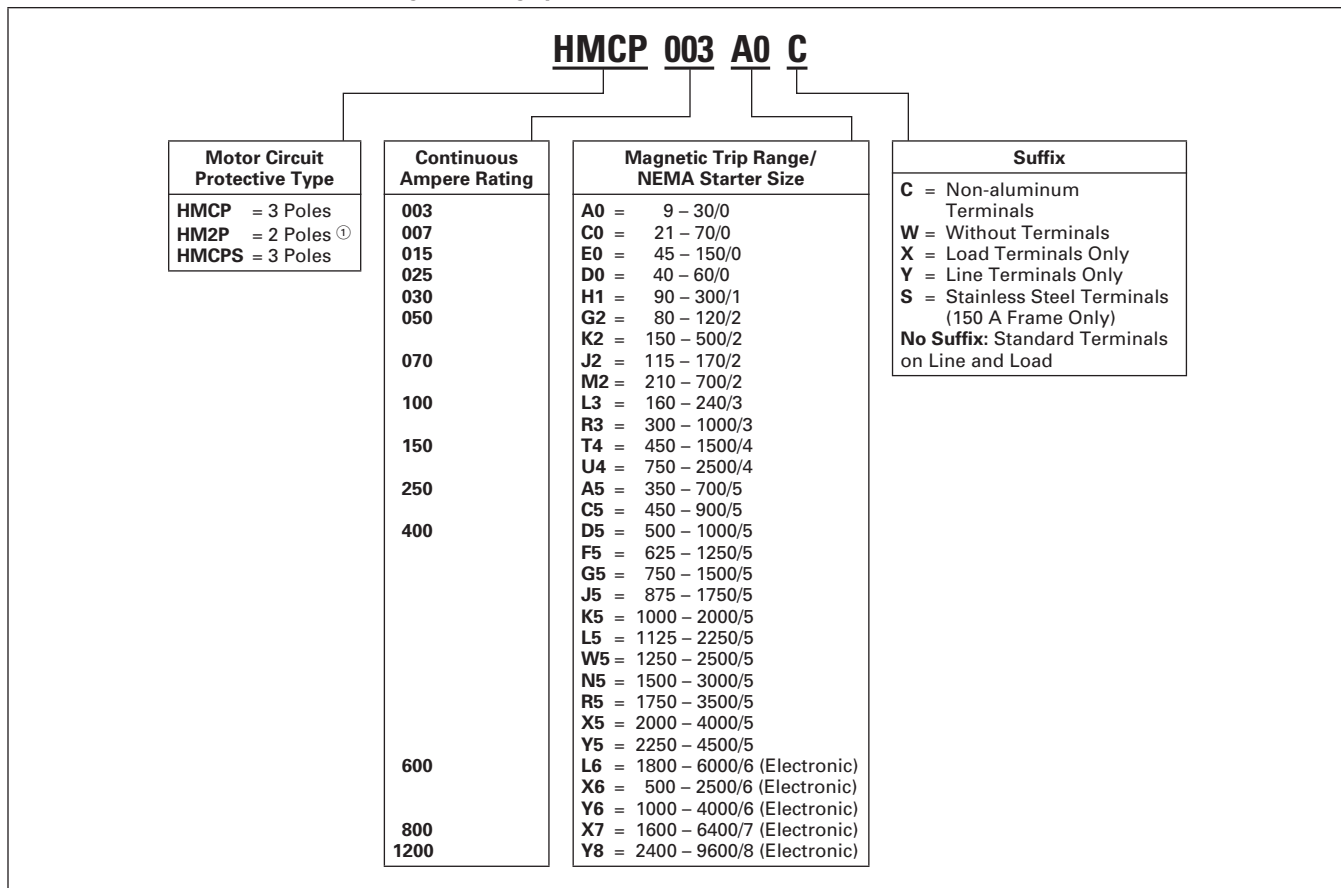 HMCP 003 A0 C
Motor Circuit
Protective Type
HMCP = 3 Poles
HM2P = 2 Poles ①
HMCPS = 3 Poles
Continuous
Ampere Rating
003
007
015
025
030
050
070
100
150
250
400
600
800
1200
Magnetic Trip Range/
NEMA Starter Size
A0 = 9 – 30/0
C0 = 21 – 70/0
E0 = 45 – 150/0
D0 = 40 – 60/0
H1 = 90 – 300/1
G2 = 80 – 120/2
K2 = 150 – 500/2
J2 = 115 – 170/2
M2 = 210 – 700/2
L3 = 160 – 240/3
R3 = 300 – 1000/3
T4 = 450 – 1500/4
U4 = 750 – 2500/4
A5 = 350 – 700/5
C5 = 450 – 900/5
D5 = 500 – 1000/5
F5 = 625 – 1250/5
G5 = 750 – 1500/5
J5 = 875 – 1750/5
K5 = 1000 – 2000/5
L5 = 1125 – 2250/5
W5 = 1250 – 2500/5
N5 = 1500 – 3000/5
R5 = 1750 – 3500/5
X5 = 2000 – 4000/5
Y5 = 2250 – 4500/5
L6 = 1800 – 6000/6 (Electronic)
X6 = 500 – 2500/6 (Electronic)
Y6 = 1000 – 4000/6 (Electronic)
X7 = 1600 – 6400/7 (Electronic)
Y8 = 2400 – 9600/8 (Electronic)
Suffix
C = Non-aluminum
Terminals
W = Without Terminals
X = Load Terminals Only
Y = Line Terminals Only
S = Stainless Steel Terminals
(150 A Frame Only)
No Suffix: Standard Terminals
on Line and Load